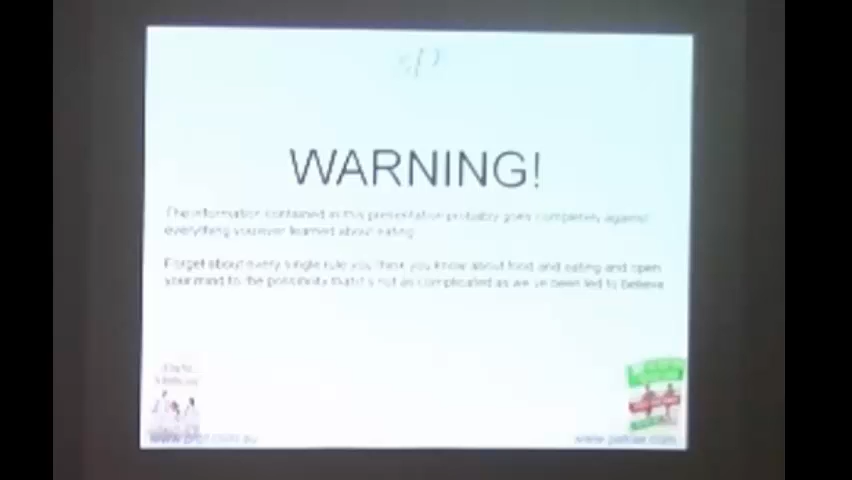 WARNING!
The information contained in this presentation probably goes completely against
everything you ever learned about eating
Forget about every single rule you think you know about food and eating and open
your mind to the possibility that it's not as complicated as we've been led to believe